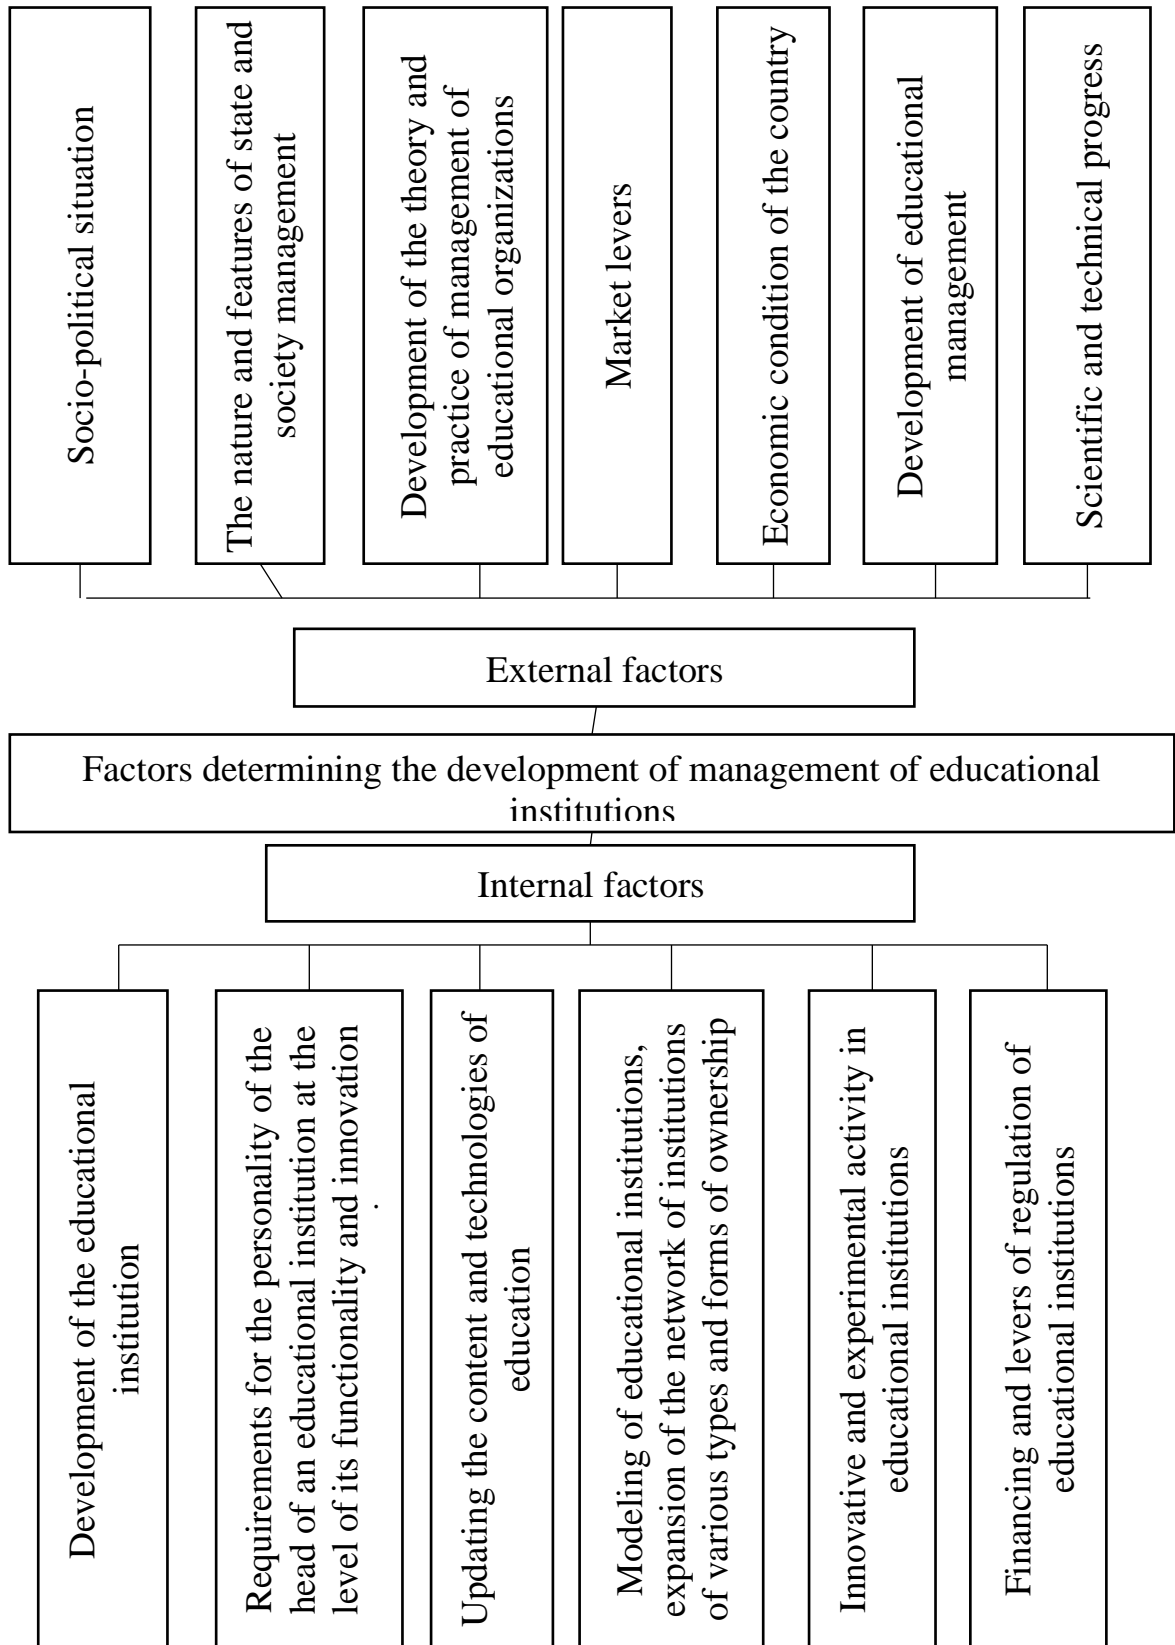 Socio-political situation
The nature and features of state and
society management
Development of the theory and
practice of management of
educational organizations
Market levers
Economic condition of the country
Development of educational
management
Scientific and technical progress
External factors
Factors determining the development of management of educational
institutions
Internal factors
Development of the educational
institution
Requirements for the personality of the
head of an educational institution at the
level of its functionality and innovation
Updating the content and technologies of
education
Modeling of educational institutions,
expansion of the network of institutions
of various types and forms of ownership
Innovative and experimental activity in
educational institutions
Financing and levers of regulation of
educational institutions